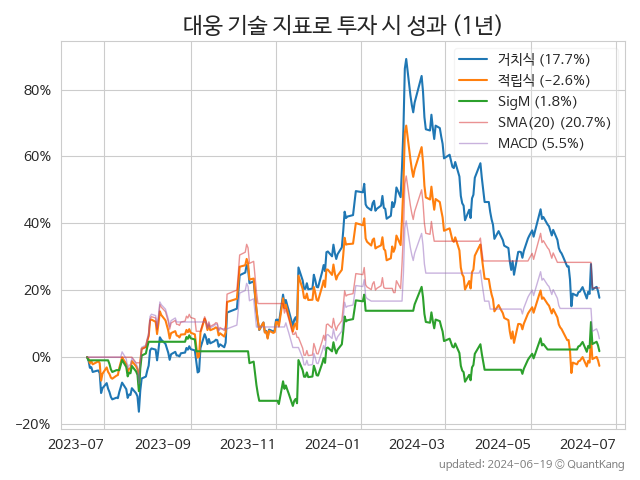 대웅 기술 지표로 투자 시 성과 (1년)
거치식 (17.7%)
적립식 (−2.6%)
SigM (1.8%)
SMA(20) (20.7%)
MACD (5.5%)
80%
60%
40%
20%
0%
−20%
2023-07 2023-09 2023-11 2024-01 2024-03 2024-05 2024-07
updated: 2024-06-19 ⓒ QuantKang